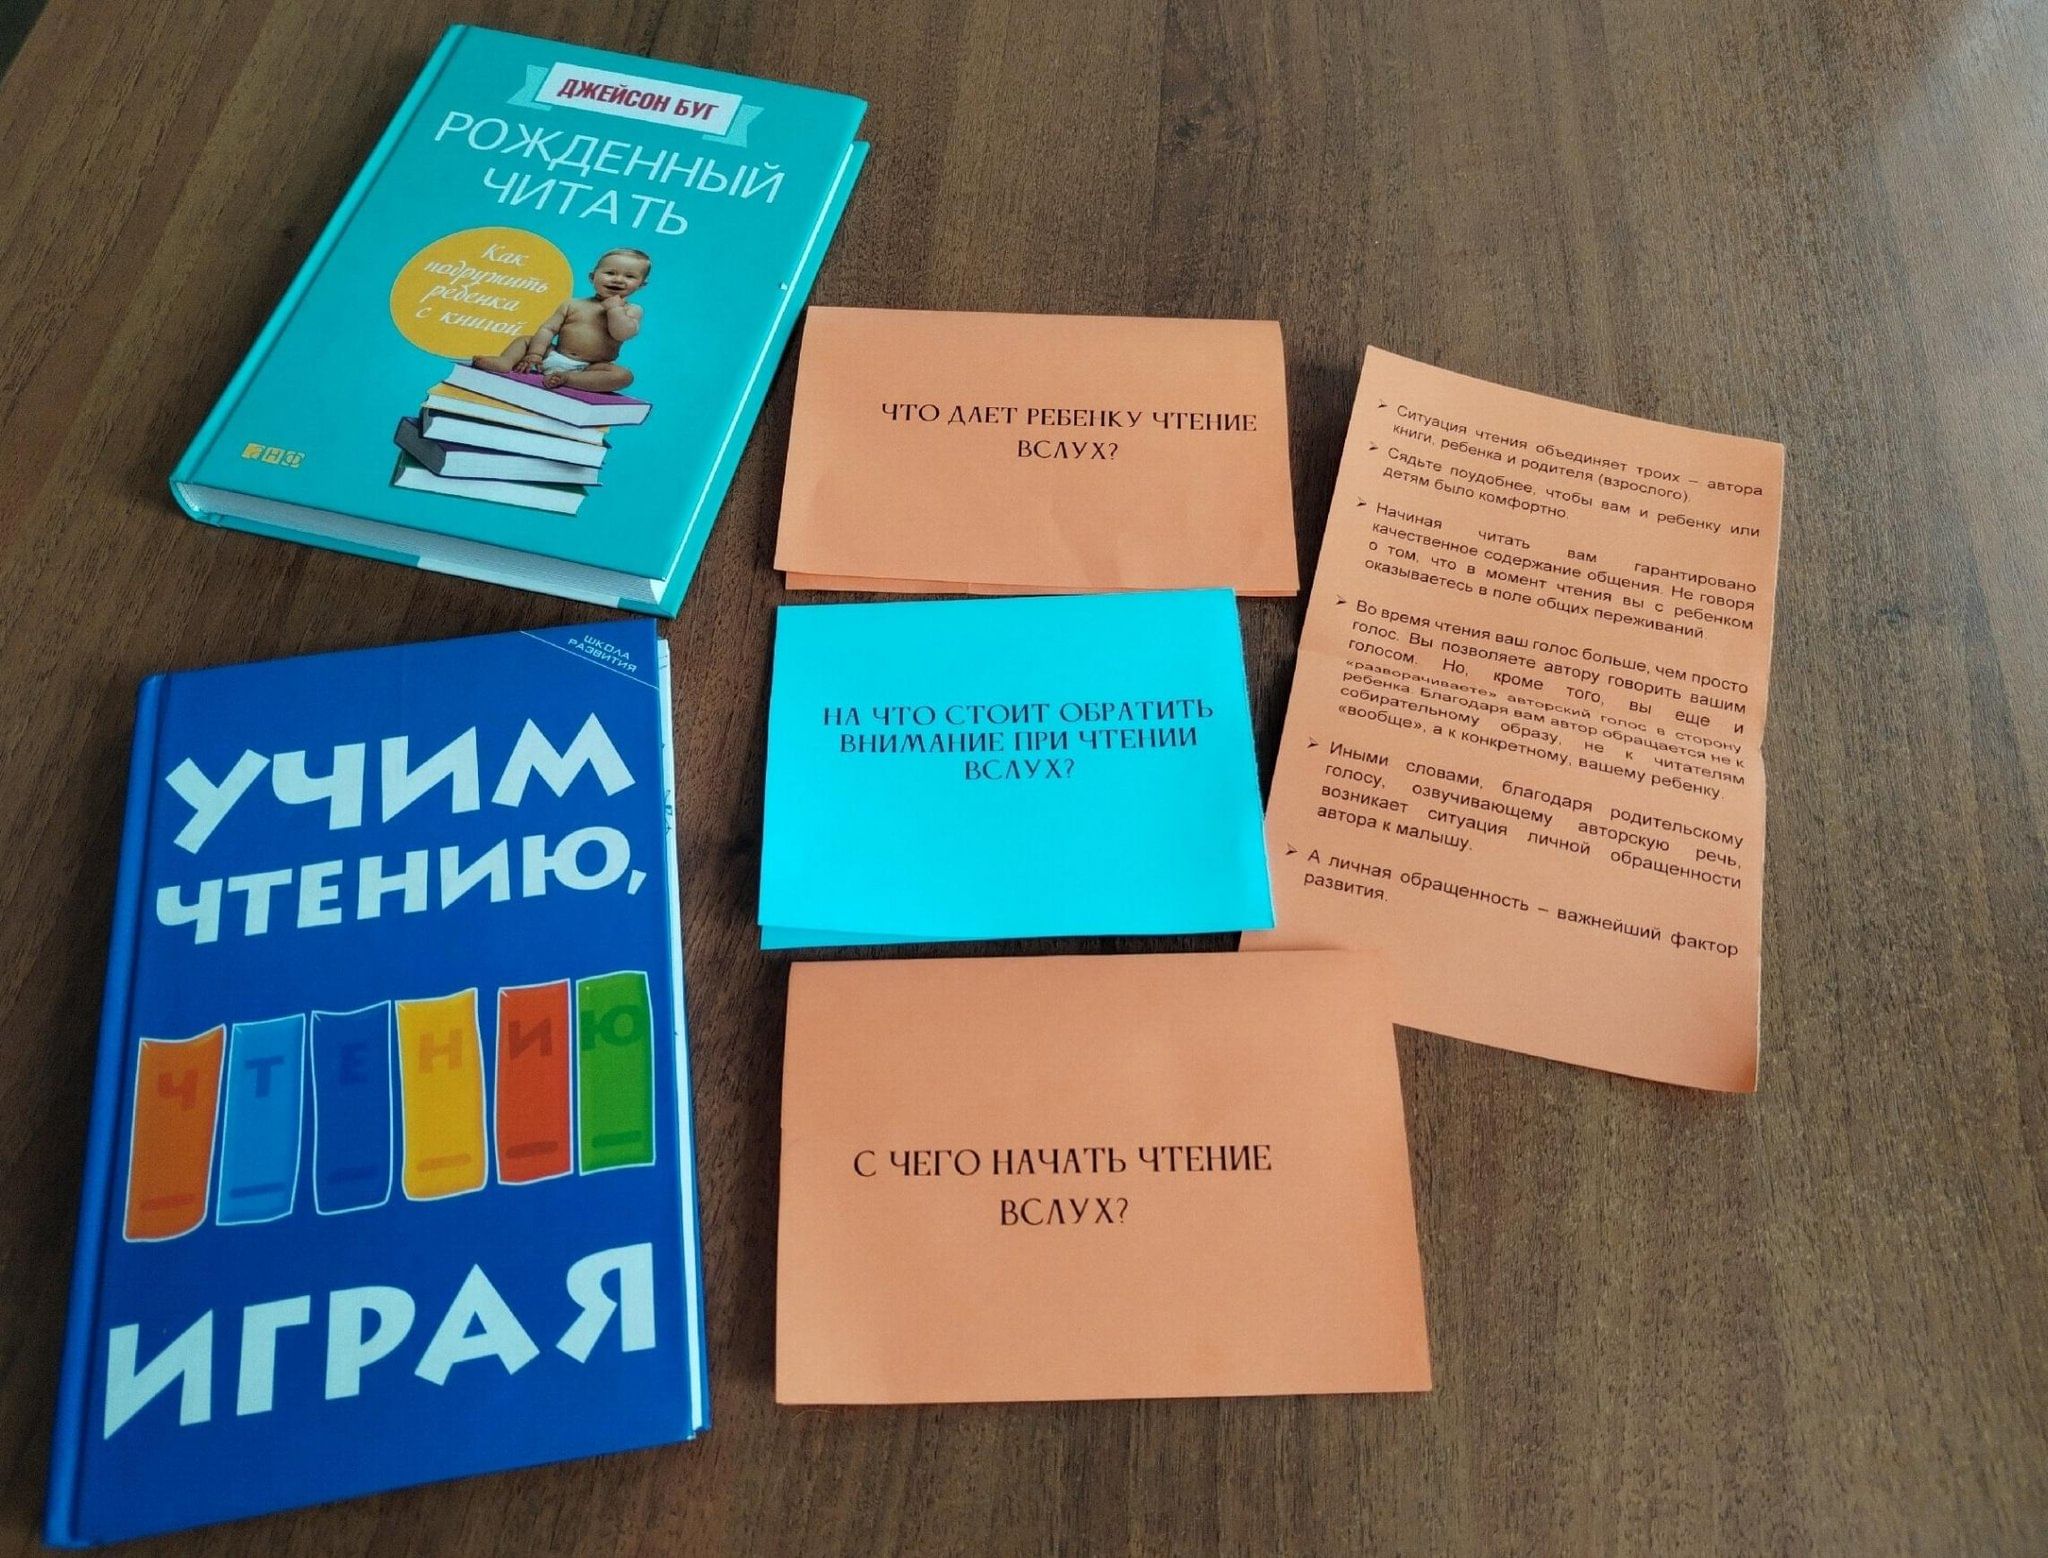 ДЖЕЙСОН БУГ
РОЖДЕННЫЙ
ЧИТАТЬ
Как
подружить
ребенка
с книгой
АНФ
ШКОЛА
РАЗВИТИЯ
УЧИМ
ЧТЕНИЮ,
ЧТЕНИЮ
ИГРАЯ
ЧТО ДАЕТ РЕБЕНКУ ЧТЕНИЕ
ВСЛУХ?
НА ЧТО СТОИТ ОБРАТИТЬ
ВНИМАНИЕ ПРИ ЧТЕНИИ
ВСЛУХ?
С ЧЕГО НАЧАТЬ ЧТЕНИЕ
ВСЛУХ?
➢ Ситуация чтения объединяет троих – автора
книги, ребенка и родителя (взрослого).
➢ Сядьте поудобнее, чтобы вам и ребенку или
детям было комфортно.
➢ Начиная читать вам гарантировано
качественное содержание общения. Не говоря
о том, что в момент чтения вы с ребенком
оказываетесь в поле общих переживаний.
➢ Во время чтения ваш голос больше, чем просто
голос. Вы позволяете автору говорить вашим
голосом. Но, кроме того, вы еще и
«разворачиваете» авторский голос в сторону
ребенка. Благодаря вам автор обращается не к
собирательному образу, не к читателям
«вообще», а к конкретному, вашему ребенку.
➢ Иными словами, благодаря родительскому
голосу, озвучивающему авторскую речь,
возникает ситуация личной обращенности
автора к малышу.
➢ А личная обращенность – важнейший фактор
развития.